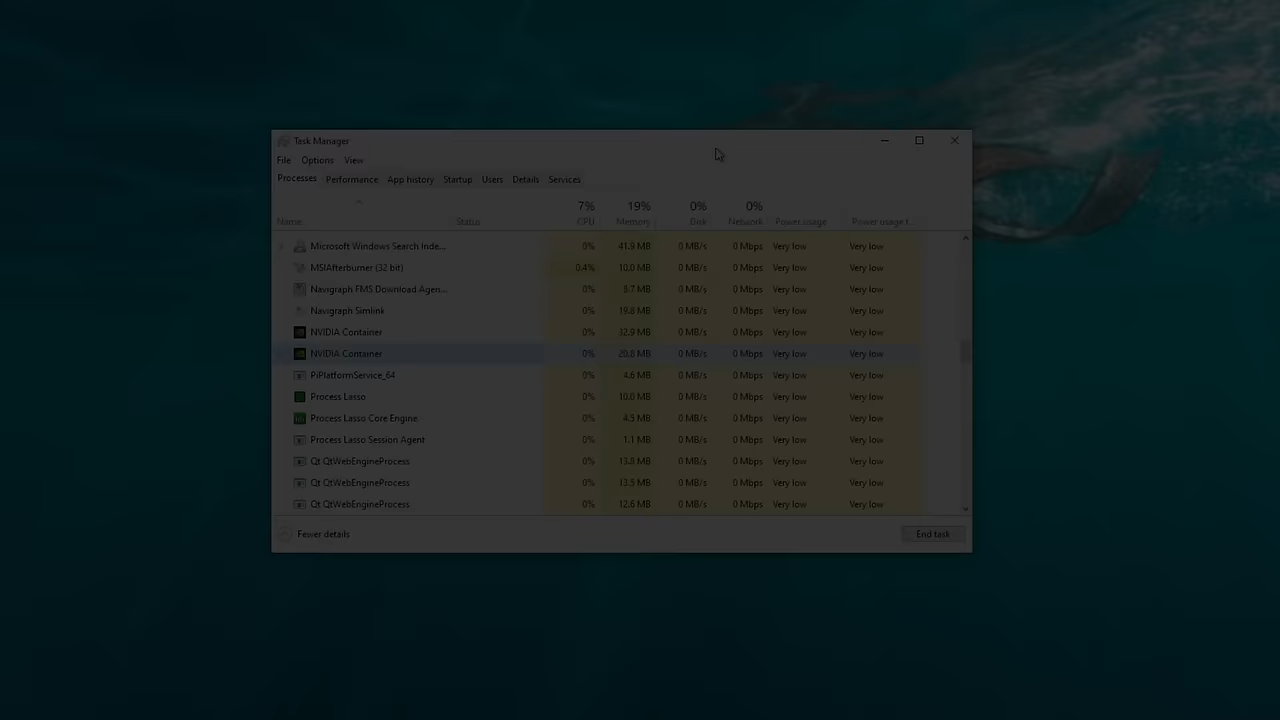 Task Manager
File Options View
Processes Performance App history Startup Users Details Services
7% 19% 0% 0%
Name Status CPU Memory Disk Network Power usage Power usage t...
Microsoft Windows Search Inde... 0% 41.9 MB 0 MB/s 0 Mbps Very low Very low
MSIAfterburner (32 bit) 0.4% 10.0 MB 0 MB/s 0 Mbps Very low Very low
Navigraph FMS Download Agen... 0% 8.7 MB 0 MB/s 0 Mbps Very low Very low
Navigraph Simlink 0% 19.8 MB 0 MB/s 0 Mbps Very low Very low
NVIDIA Container 0% 32.9 MB 0 MB/s 0 Mbps Very low Very low
NVIDIA Container 0% 20.8 MB 0 MB/s 0 Mbps Very low Very low
PiPlatformService_64 0% 4.6 MB 0 MB/s 0 Mbps Very low Very low
Process Lasso 0% 10.0 MB 0 MB/s 0 Mbps Very low Very low
Process Lasso Core Engine 0% 4.5 MB 0 MB/s 0 Mbps Very low Very low
Process Lasso Session Agent 0% 1.1 MB 0 MB/s 0 Mbps Very low Very low
Qt QtWebEngineProcess 0% 13.8 MB 0 MB/s 0 Mbps Very low Very low
Qt QtWebEngineProcess 0% 13.5 MB 0 MB/s 0 Mbps Very low Very low
Qt QtWebEngineProcess 0% 12.6 MB 0 MB/s 0 Mbps Very low Very low
Fewer details End task